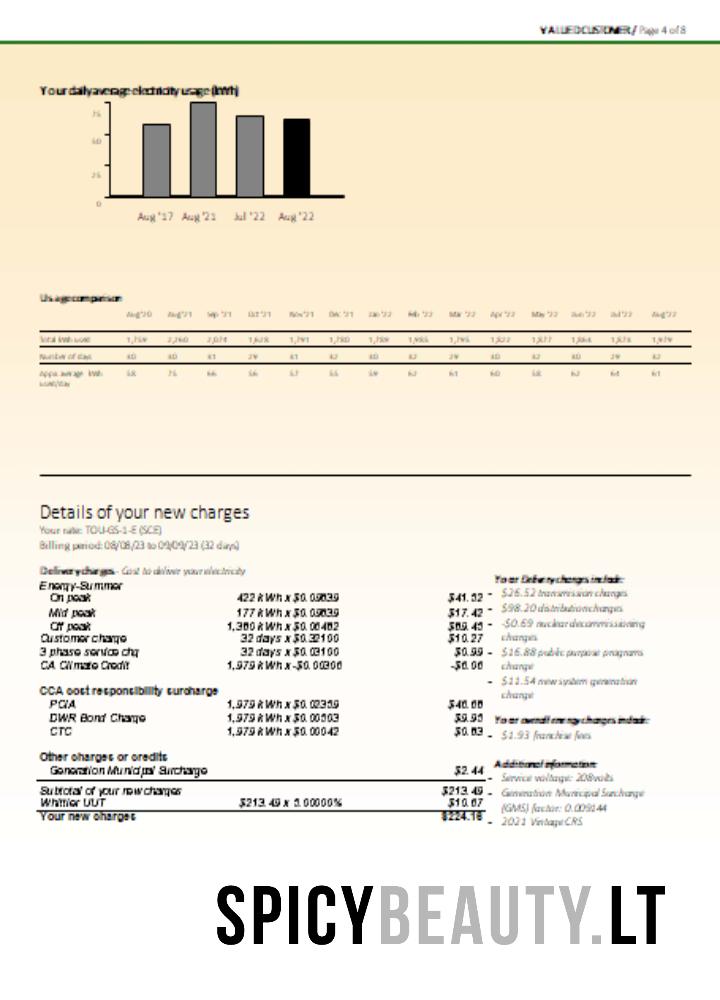 VALUED CUSTOMER / Page 4 of 8
Your daily average electricity usage (kWh)
75
50
25
0
Aug '17 Aug '21 Jul '22 Aug '22
Usage comparison
Aug'20 Aug'21 Sep '21 Oct '21 Nov'21 Dec '21 Jan '22 Feb '22 Mar '22 Apr '22 May '22 Jun '22 Jul'22 Aug'22
Total kWh used 1,759 2,260 2,074 1,628 1,791 1,780 1,789 1,985 1,795 1,822 1,877 1,864 1,874 1,979
Number of days 30 30 31 29 31 32 30 32 29 30 32 30 29 32
Appx. average kWh 58 75 66 56 57 55 59 62 61 60 58 62 64 61
used/day
Details of your new charges
Your rate: TOU-GS-1-E (SCE)
Billing period: 08/08/23 to 09/09/23 (32 days)
Delivery charges - Cost to deliver your electricity
Energy-Summer
On peak 422 kWh x $0.09839 $41.52
Mid peak 177 kWh x $0.09839 $17.42
Off peak 1,380 kWh x $69.45
Customer charge 32 days x $0.32100 $10.27
3 phase service chg 32 days x $0.03100 $0.99
CA Climate Credit 1,979 kWh x -$0.00306 -$6.06
CCA cost responsibility surcharge
PCIA 1,979 kWh x $46.66
DWR Bond Charge 1,979 kWh x $0.00503 $9.95
CTC 1,979 kWh x $0.00042 $0.83
Other charges or credits
Generation Municipal Surcharge $2.44
Subtotal of your new charges $213.49
Whittier UUT $213.49 x 5.00000% $10.67
Your new charges $224.16
Your Delivery charges include:
- $26.52 transmission charges
- $98.20 distribution charges
- -$0.69 nuclear decommissioning
charges
- $16.88 public purpose programs
charge
- $11.54 new system generation
charge
Your overall energy charges include:
- $1.93 franchise fees
Additional information:
- Service voltage: 208 volts
- Generation Municipal Surcharge
(GMS) factor: 0.009144
- 2021 Vintage CRS
SPICYBEAUTY.LT